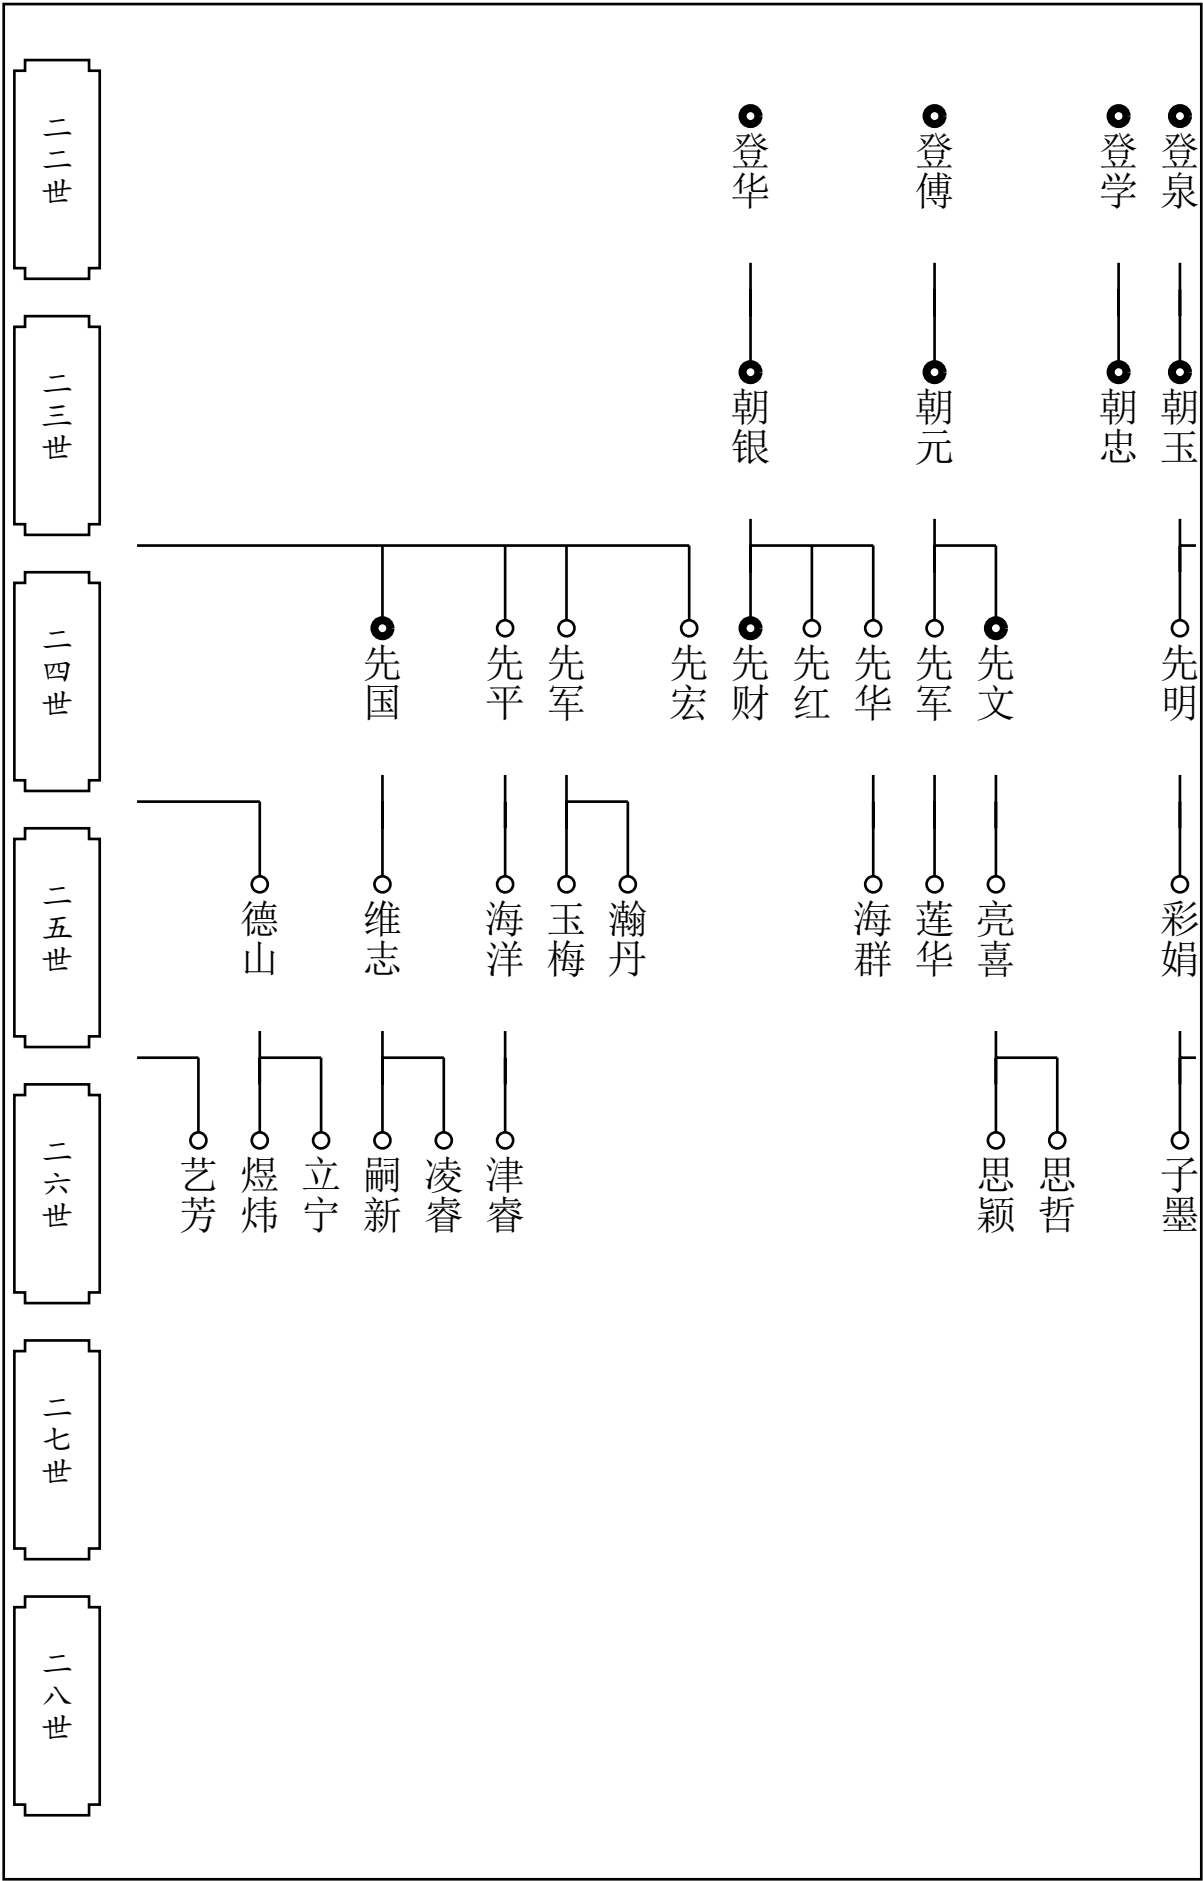 二二世
登华
登傅
登学
登泉
二三世
朝银
朝元
朝忠
朝玉
二四世
先国
先平
先军
先宏
先财
先红
先华
先军
先文
先明
二五世
德山
维志
海洋
玉梅
瀚丹
海群
莲华
亮喜
彩娟
二六世
艺芳
煜炜
立宁
嗣新
凌睿
津睿
思颖
思哲
子墨
二七世
二八世